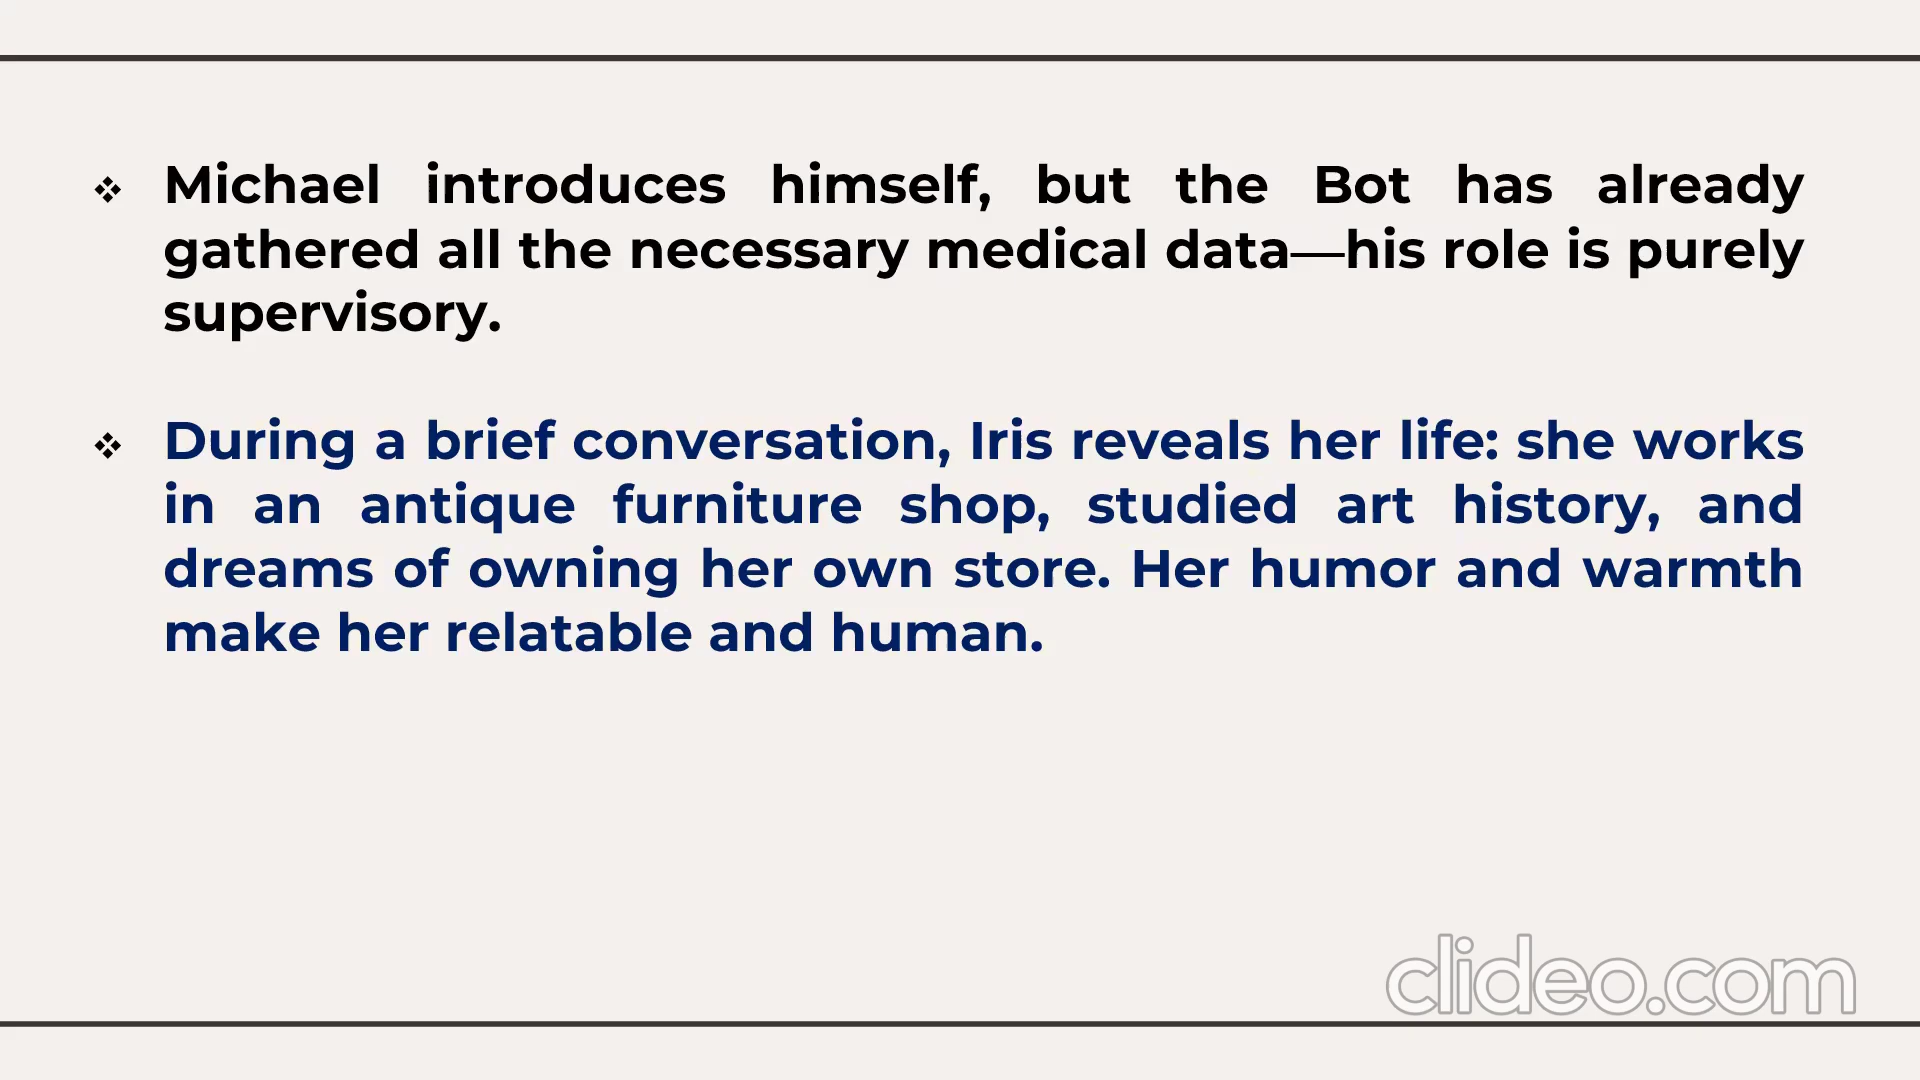 ❖ Michael introduces himself, but the Bot has already
gathered all the necessary medical data—his role is purely
supervisory.
❖ During a brief conversation, Iris reveals her life: she works
in an antique furniture shop, studied art history, and
dreams of owning her own store. Her humor and warmth
make her relatable and human.
clideo.com